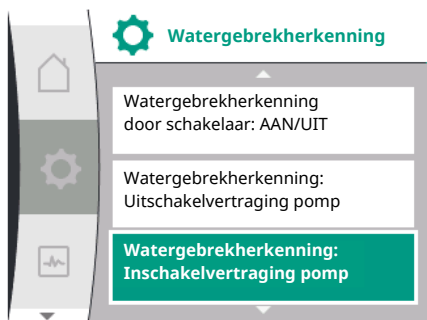 Watergebrekherkenning
Watergebrekherkenning
door schakelaar: AAN/UIT
Watergebrekherkenning:
Uitschakelvertraging pomp
Watergebrekherkenning:
Inschakelvertraging pomp